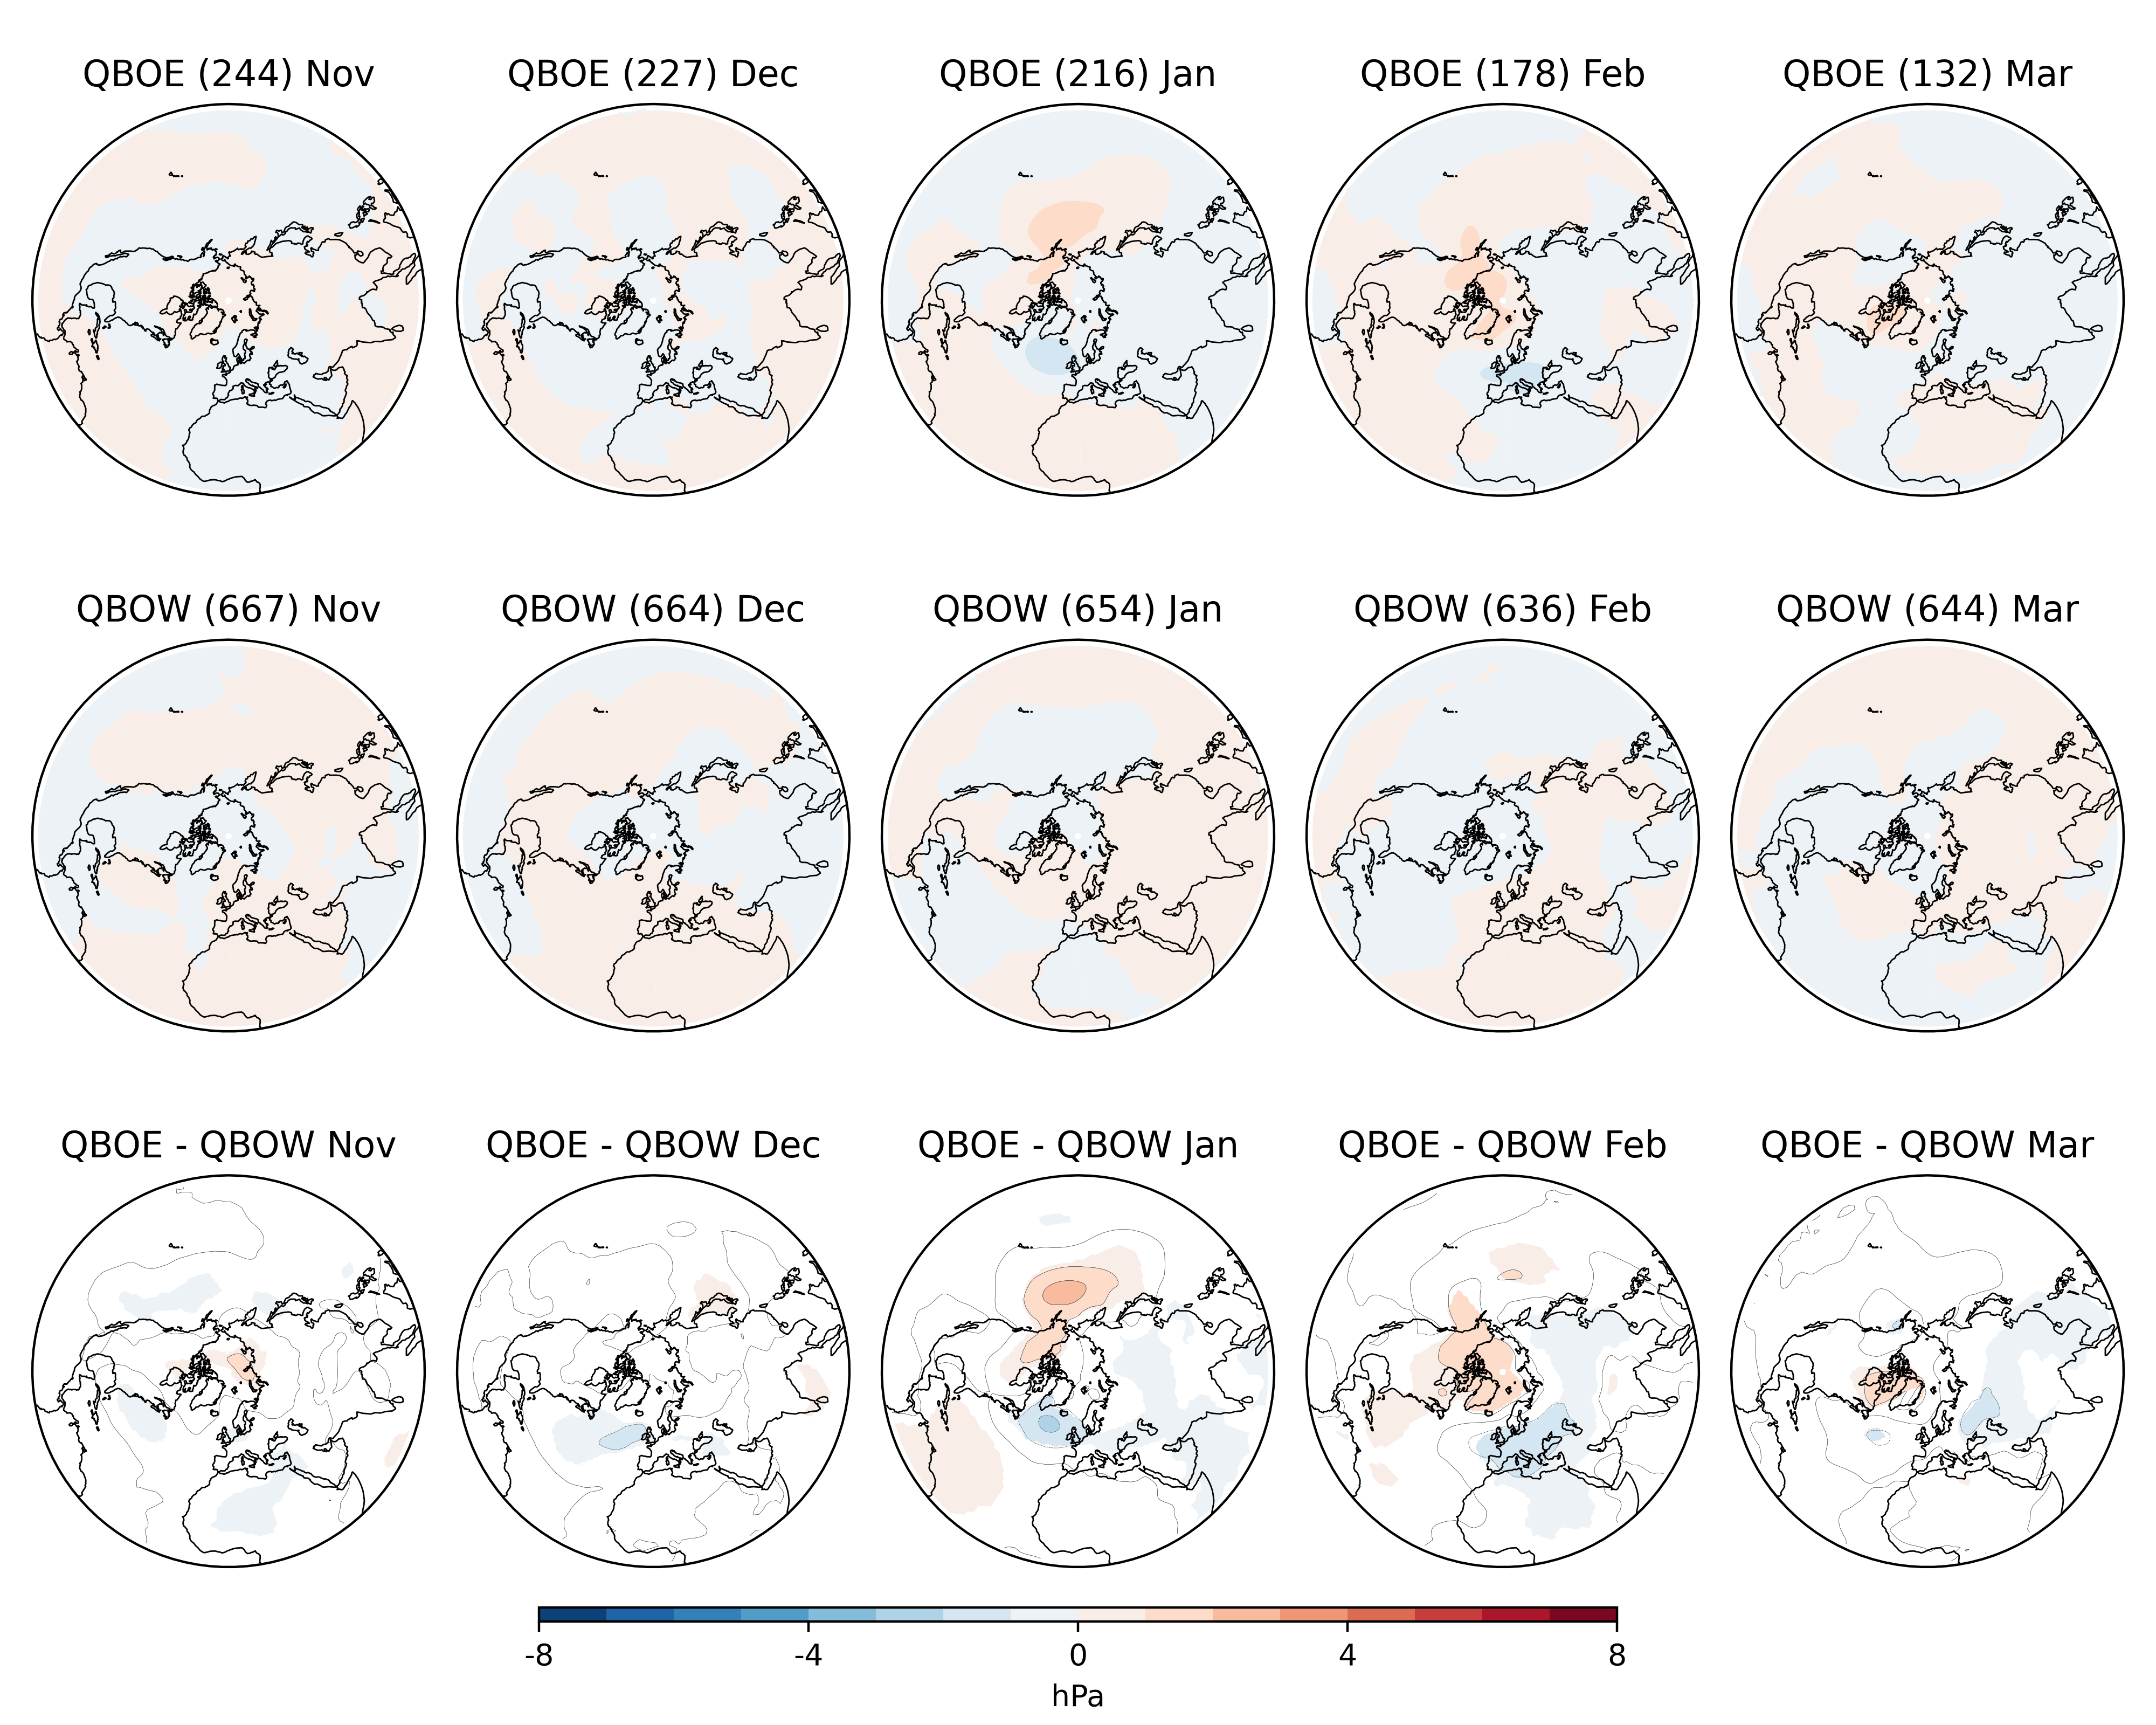 QBOE (244) Nov
QBOE (227) Dec
QBOE (216) Jan
QBOE (178) Feb
QBOE (132) Mar
QBOW (667) Nov
QBOW (664) Dec
QBOW (654) Jan
QBOW (636) Feb
QBOW (644) Mar
QBOE - QBOW Nov
QBOE - QBOW Dec
QBOE - QBOW Jan
QBOE - QBOW Feb
QBOE - QBOW Mar
-8 -4 0 4 8
hPa